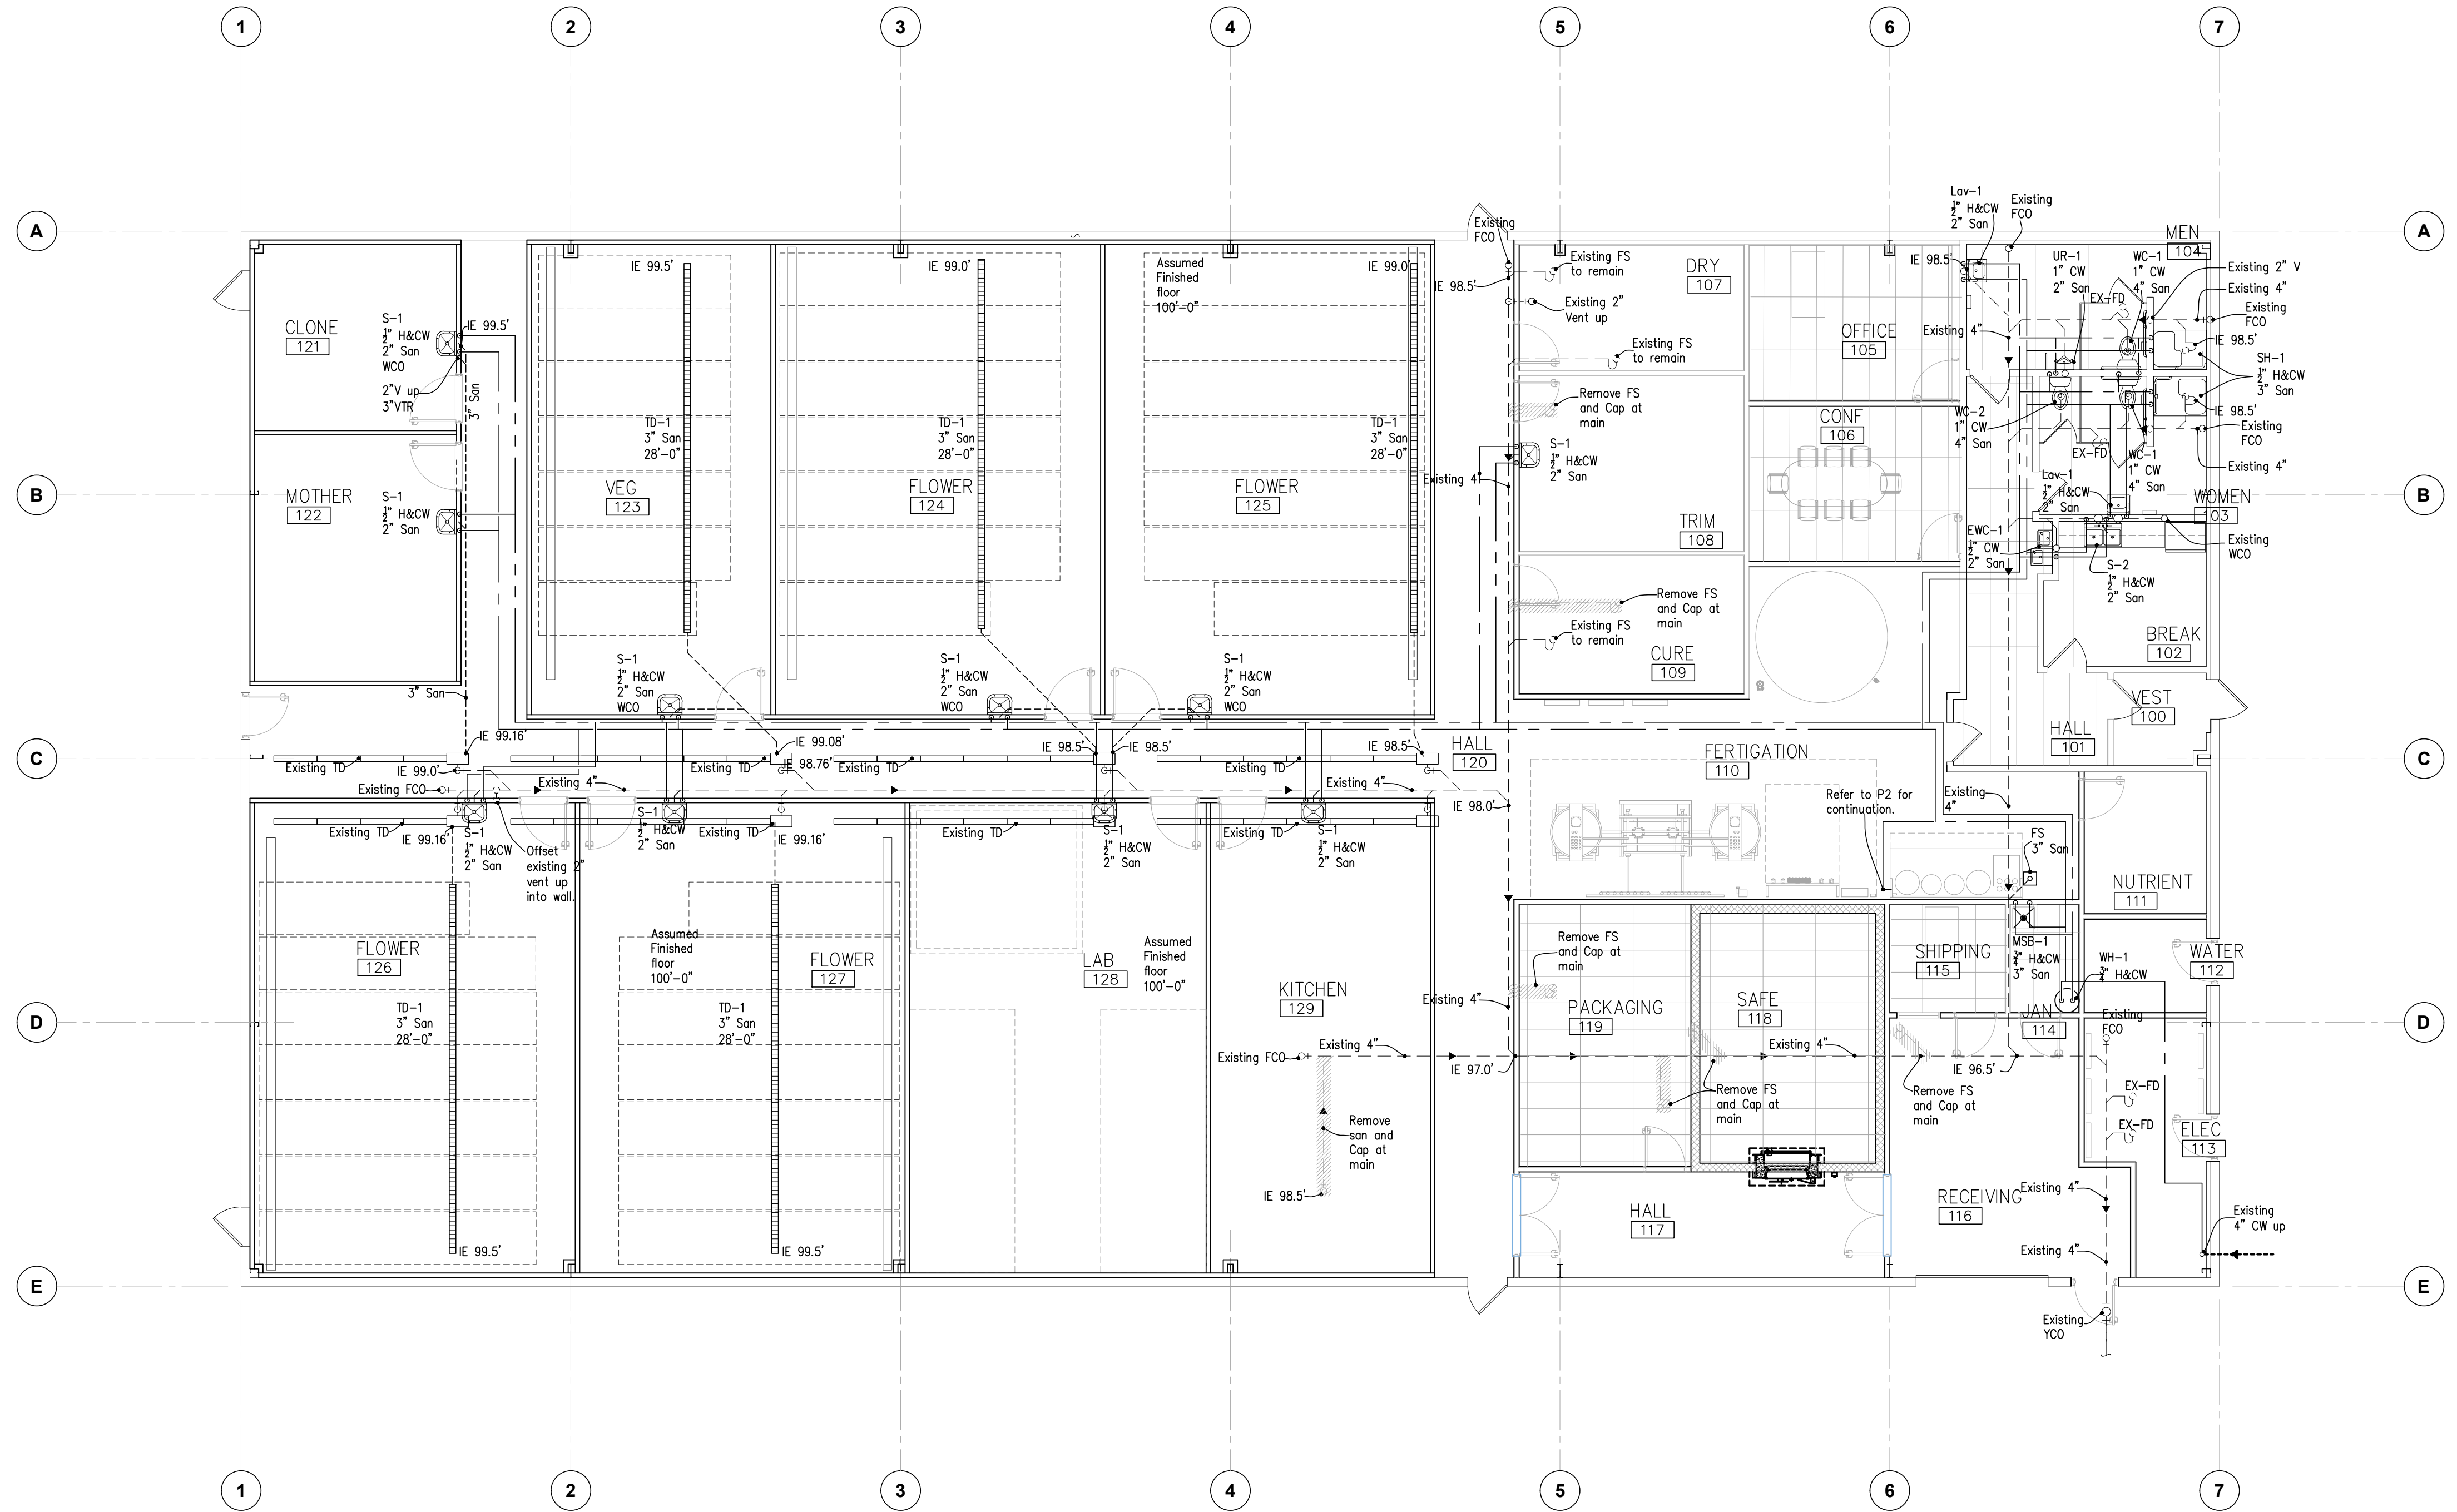 1 2 3 4 5 6 7
A
A
Lav-1
½" H&CW
2" San
Existing
FCO
Existing
FCO
MEN
104
IE 99.5'
IE 99.0'
Assumed
Finished
floor
100'-0"
IE 99.0'
IE 98.5'
Existing FS
to remain
DRY
107
IE 98.5'
UR-1
1" CW
2" San
WC-1
1" CW
4" San
EX-FD
Existing 2" V
Existing 4"
Existing
FCO
Existing 2"
Vent up
CLONE
121
S-1
½" H&CW
2" San
WCO
IE 99.5'
2"V up
3"VTR
3" San
Existing FS
to remain
OFFICE
105
Existing 4"
IE 98.5'
SH-1
½" H&CW
3" San
Remove FS
and Cap at
main
CONF
106
WC-2
1" CW
4" San
IE 98.5'
Existing
FCO
EX-FD
WC-1
1" CW
4" San
Existing 4"
TD-1
3" San
28'-0"
TD-1
3" San
28'-0"
TD-1
3" San
28'-0"
S-1
½" H&CW
2" San
Existing 4"
B
B
MOTHER
122
S-1
½" H&CW
2" San
VEG
123
FLOWER
124
FLOWER
125
TRIM
108
Lav-1
½" H&CW
2" San
WOMEN
103
EWC-1
½" CW
2" San
S-2
½" H&CW
2" San
Existing
WCO
Remove FS
and Cap at
main
Existing FS
to remain
CURE
109
BREAK
102
3" San
S-1
½" H&CW
2" San
WCO
S-1
½" H&CW
2" San
WCO
S-1
½" H&CW
2" San
WCO
VEST
100
HALL
101
C
C
IE 99.16'
IE 99.08'
IE 98.5'
IE 98.5'
IE 98.5'
HALL
120
FERTIGATION
110
Existing TD
IE 99.0'
Existing TD
IE 98.76'
Existing TD
Existing TD
Existing FCO
Existing 4"
Existing 4"
IE 98.0'
Refer to P2 for
continuation.
Existing
4"
Existing TD
IE 99.16'
S-1
½" H&CW
2" San
Offset
existing 2"
vent up
into wall.
S-1
½" H&CW
2" San
Existing TD
IE 99.16'
Existing TD
S-1
½" H&CW
2" San
Existing TD
S-1
½" H&CW
2" San
FS
3" San
NUTRIENT
111
FLOWER
126
Assumed
Finished
floor
100'-0"
FLOWER
127
LAB
128
Assumed
Finished
floor
100'-0"
Remove FS
and Cap at
main
SHIPPING
115
MSB-1
¾" H&CW
3" San
WH-1
¾" H&CW
WATER
112
KITCHEN
129
Existing 4"
PACKAGING
119
SAFE
118
JAN
114
Existing
FCO
D
D
TD-1
3" San
28'-0"
TD-1
3" San
28'-0"
Existing FCO
Existing 4"
IE 97.0'
Existing 4"
IE 96.5'
Remove FS
and Cap at
main
Remove FS
and Cap at
main
EX-FD
EX-FD
ELEC
113
Remove
san and
Cap at
main
IE 98.5'
HALL
117
RECEIVING
116
Existing 4"
Existing
4" CW up
IE 99.5'
IE 99.5'
Existing 4"
E
E
Existing
YCO
1 2 3 4 5 6 7